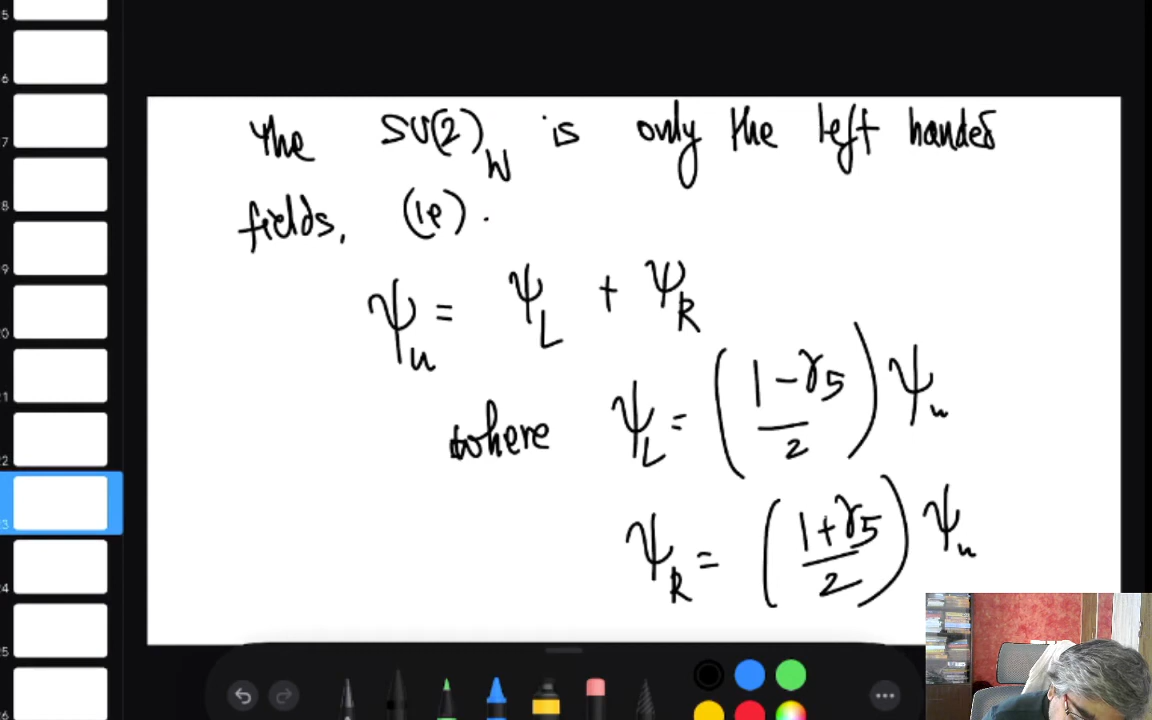 The SU(2)_W is only the left handed
fields, (ie).
ψ_u = ψ_L + ψ_R
where ψ_L = ((1-γ5)/2) ψ_u
ψ_R = ((1+γ5)/2) ψ_u